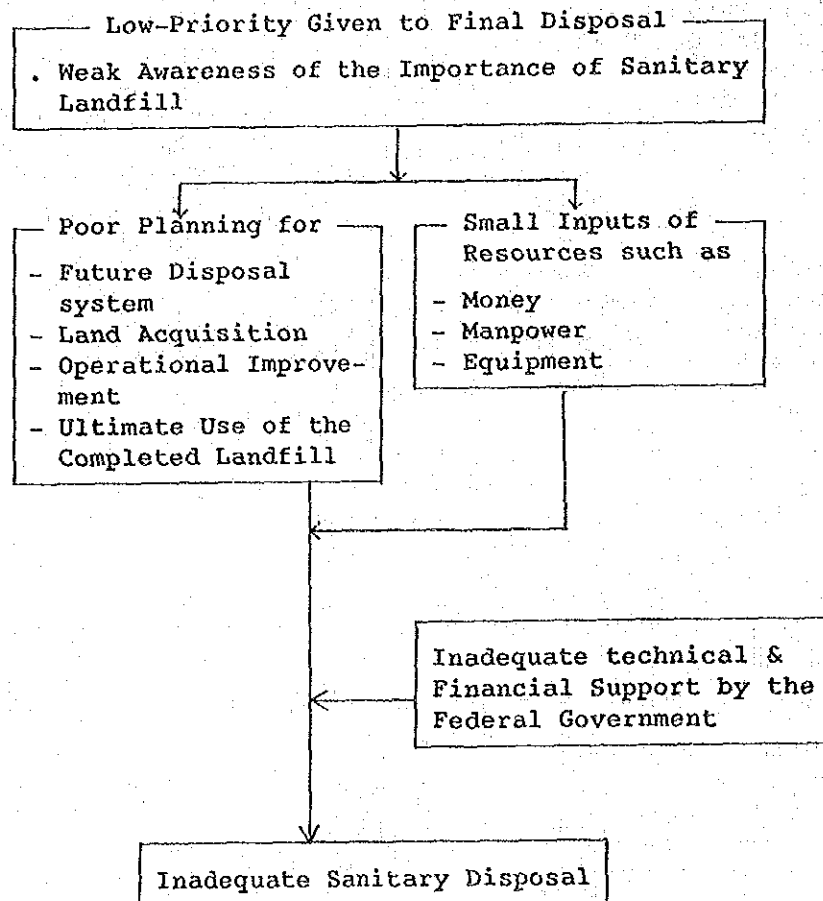 Low-Priority Given to Final Disposal
. Weak Awareness of the Importance of Sanitary
Landfill
Poor Planning for
- Future Disposal
system
- Land Acquisition
- Operational Improve-
ment
- Ultimate Use of the
Completed Landfill
Small Inputs of
Resources such as
- Money
- Manpower
- Equipment
Inadequate technical &
Financial Support by the
Federal Government
Inadequate Sanitary Disposal